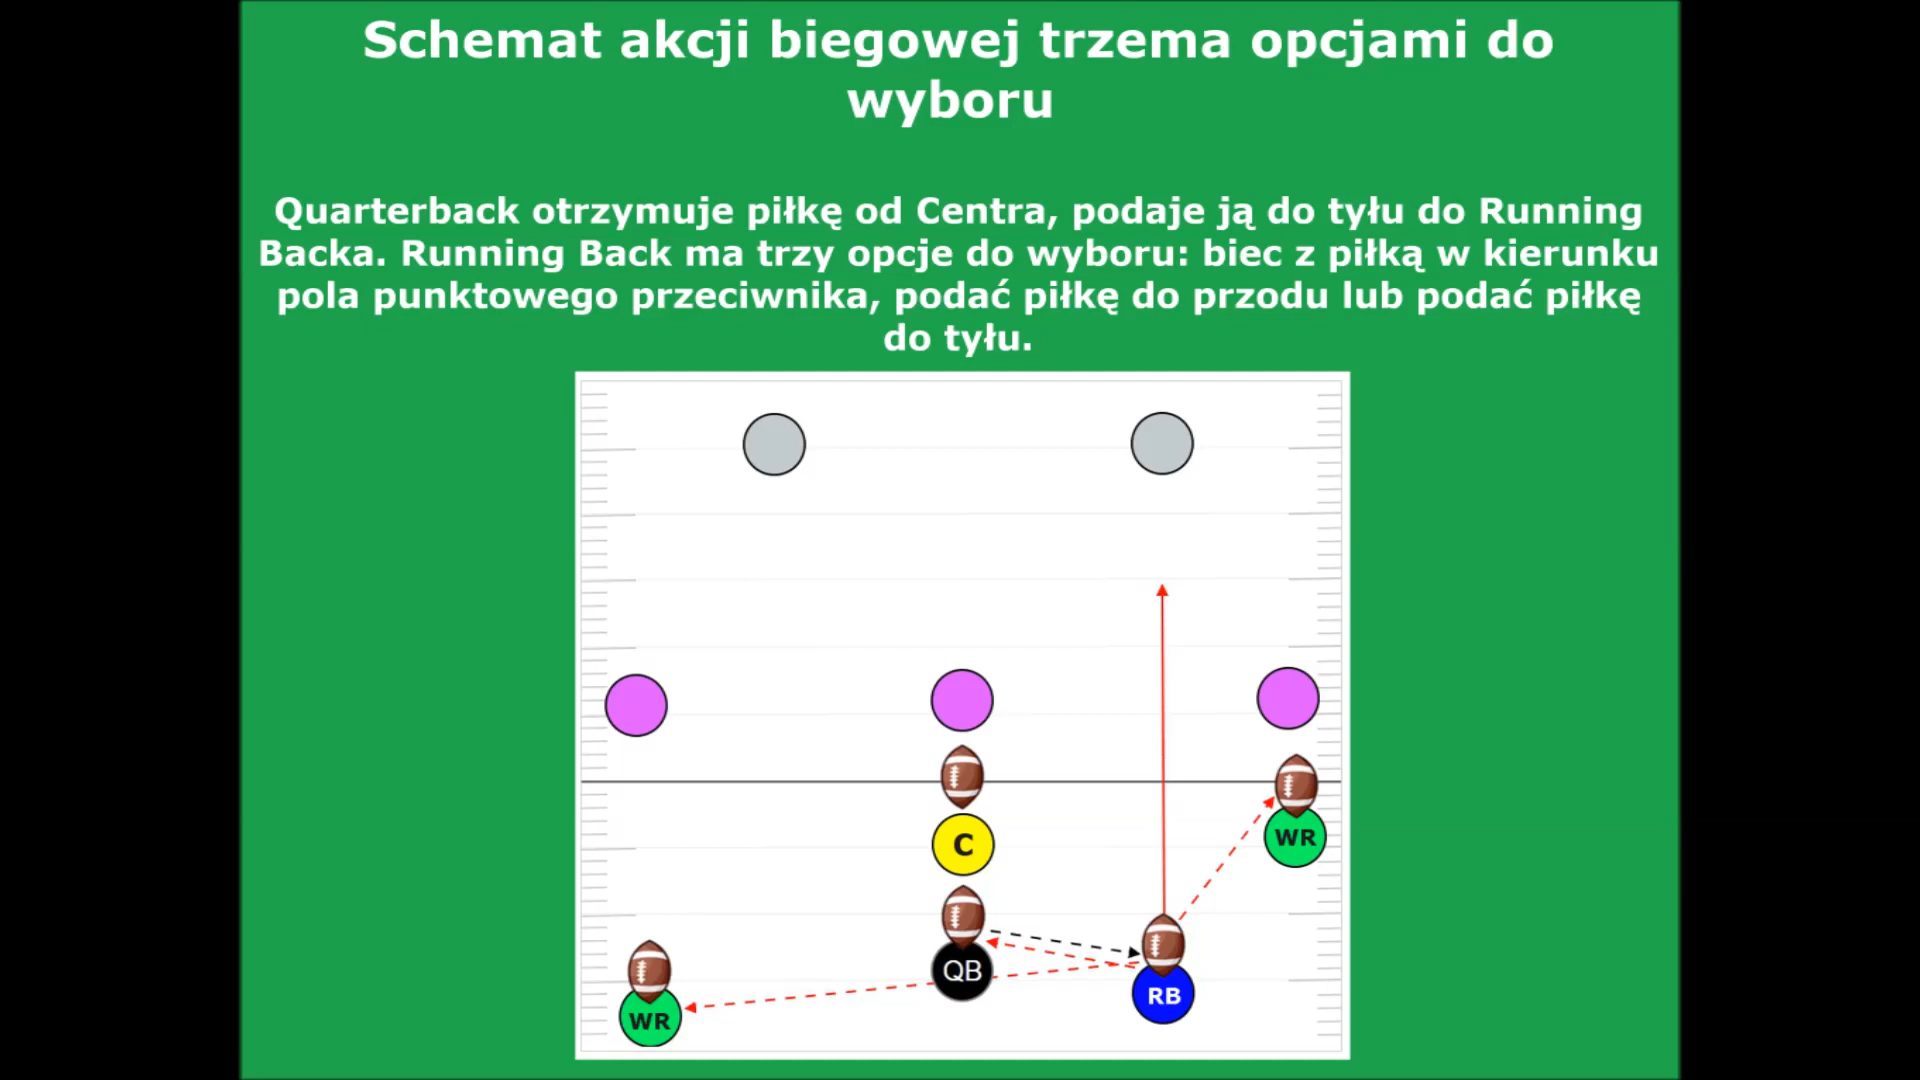 Schemat akcji biegowej trzema opcjami do
wyboru
Quarterback otrzymuje piłkę od Centra, podaje ją do tyłu do Running
Backa. Running Back ma trzy opcje do wyboru: biec z piłką w kierunku
pola punktowego przeciwnika, podać piłkę do przodu lub podać piłkę
do tyłu.
C
WR
QB
RB
WR